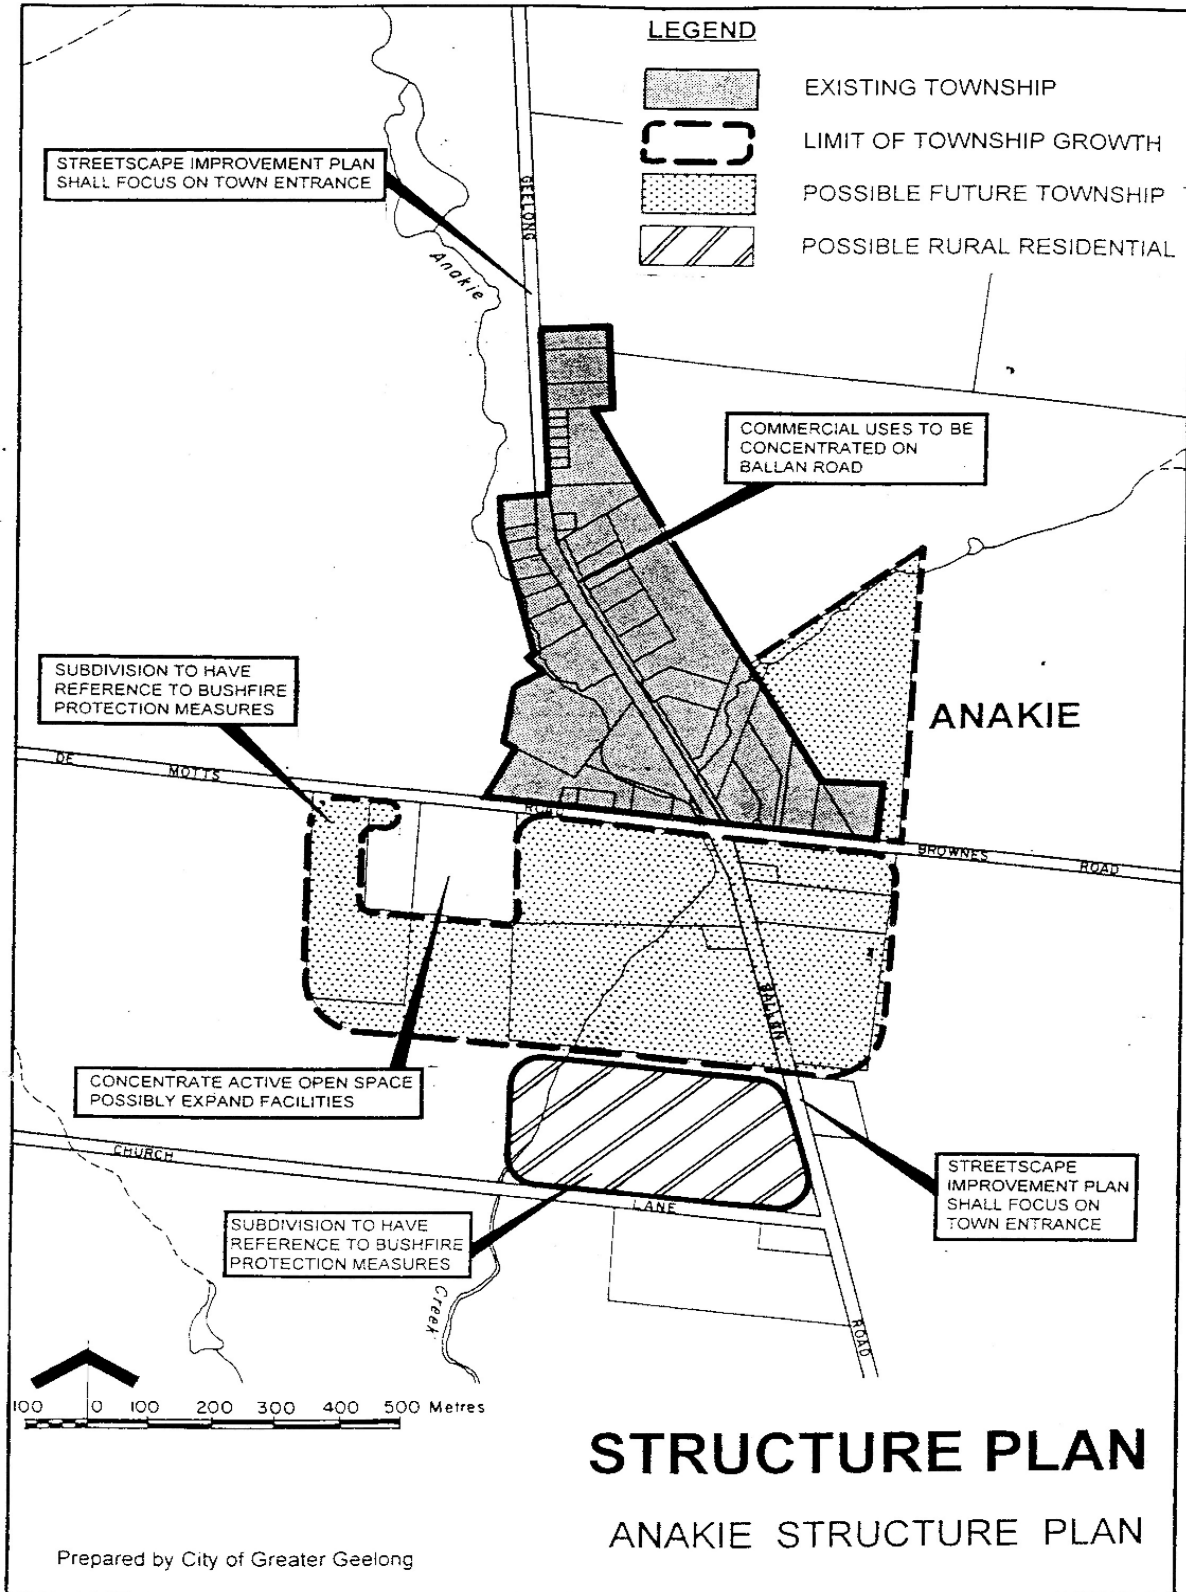 LEGEND
EXISTING TOWNSHIP
LIMIT OF TOWNSHIP GROWTH
POSSIBLE FUTURE TOWNSHIP
POSSIBLE RURAL RESIDENTIAL
STREETSCAPE IMPROVEMENT PLAN
SHALL FOCUS ON TOWN ENTRANCE
GEELONG
Anakie
COMMERCIAL USES TO BE
CONCENTRATED ON
BALLAN ROAD
SUBDIVISION TO HAVE
REFERENCE TO BUSHFIRE
PROTECTION MEASURES
ANAKIE
DE MOTTS ROAD
BROWNES ROAD
BALLAN
CONCENTRATE ACTIVE OPEN SPACE
POSSIBLY EXPAND FACILITIES
CHURCH LANE
STREETSCAPE
IMPROVEMENT PLAN
SHALL FOCUS ON
TOWN ENTRANCE
SUBDIVISION TO HAVE
REFERENCE TO BUSHFIRE
PROTECTION MEASURES
Creek
ROAD
100 0 100 200 300 400 500 Metres
STRUCTURE PLAN
ANAKIE STRUCTURE PLAN
Prepared by City of Greater Geelong